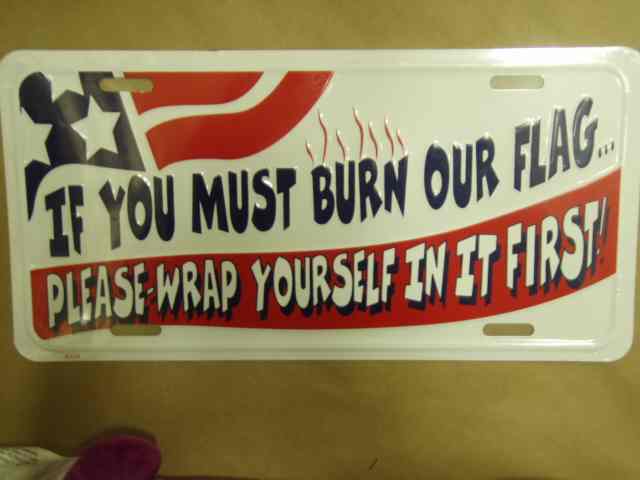 IF YOU MUST BURN OUR FLAG...
PLEASE-WRAP YOURSELF IN IT FIRST!